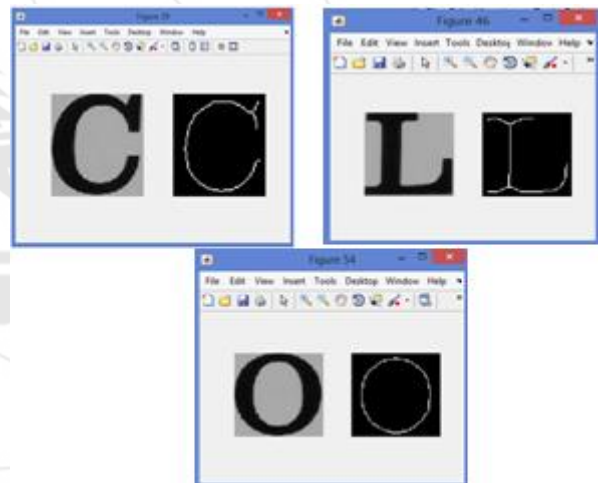 Figure 39
File Edit View Insert Tools Desktop Window Help
C C
Figure 46
File Edit View Insert Tools Desktop Window Help
L L
Figure 54
File Edit View Insert Tools Desktop Window Help
O O